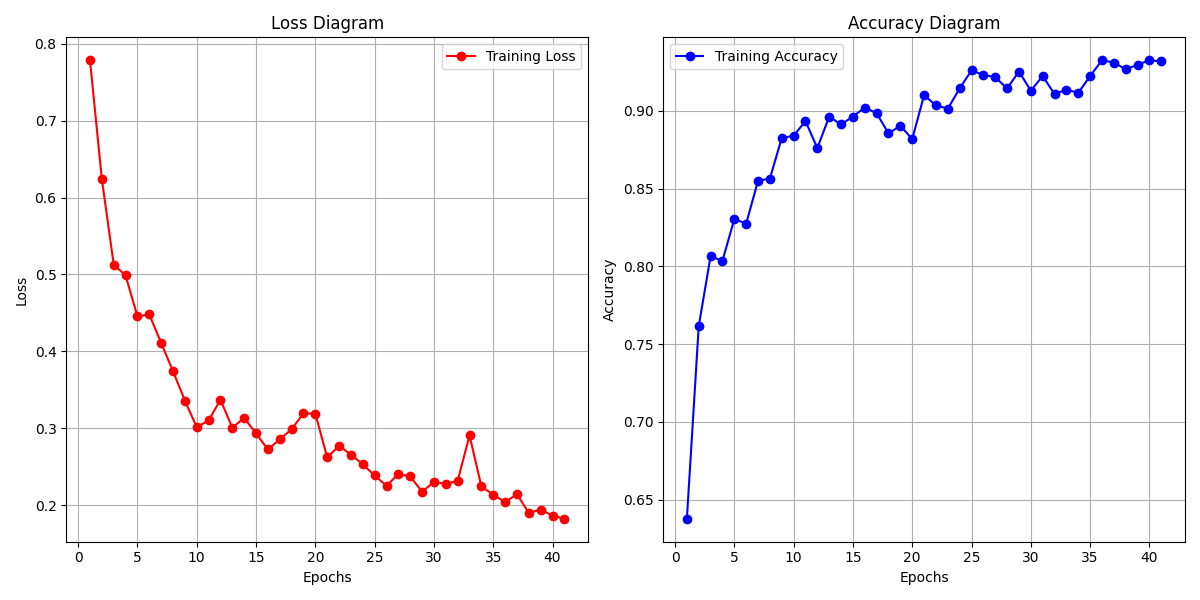 Loss Diagram
Training Loss
0.8
0.7
0.6
0.5
0.4
0.3
0.2
Loss
0 5 10 15 20 25 30 35 40
Epochs
Accuracy Diagram
Training Accuracy
0.90
0.85
0.80
0.75
0.70
0.65
Accuracy
0 5 10 15 20 25 30 35 40
Epochs